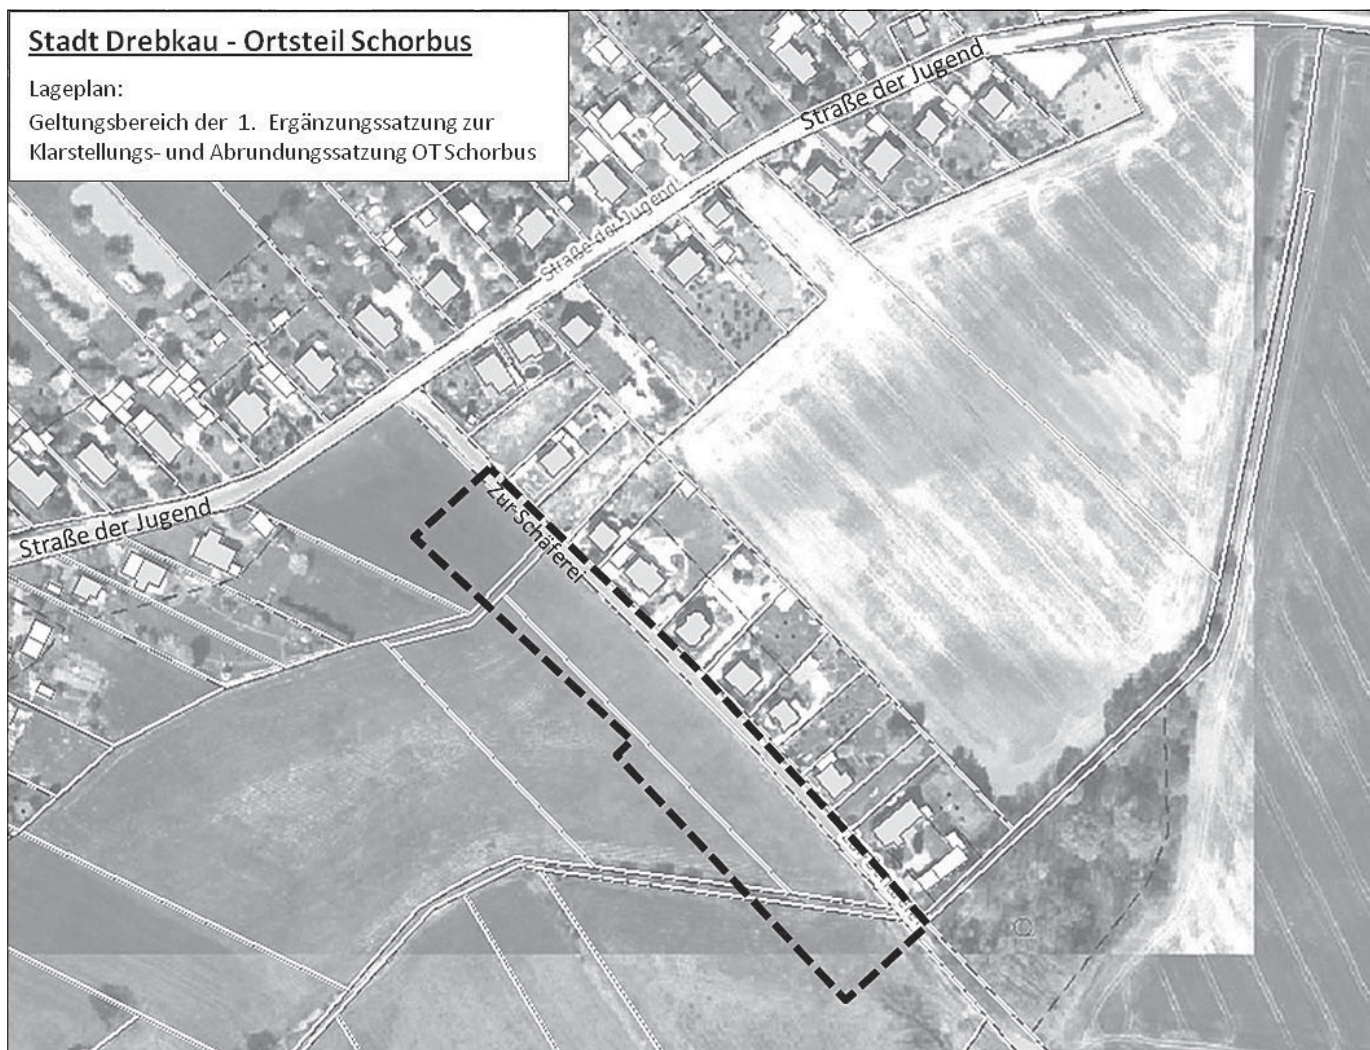 Stadt Drebkau - Ortsteil Schorbus
Lageplan:
Geltungsbereich der 1. Ergänzungssatzung zur
Klarstellungs- und Abrundungssatzung OT Schorbus
Straße der Jugend
Straße der Jugend
Straße der Jugend
Zur Schäferei